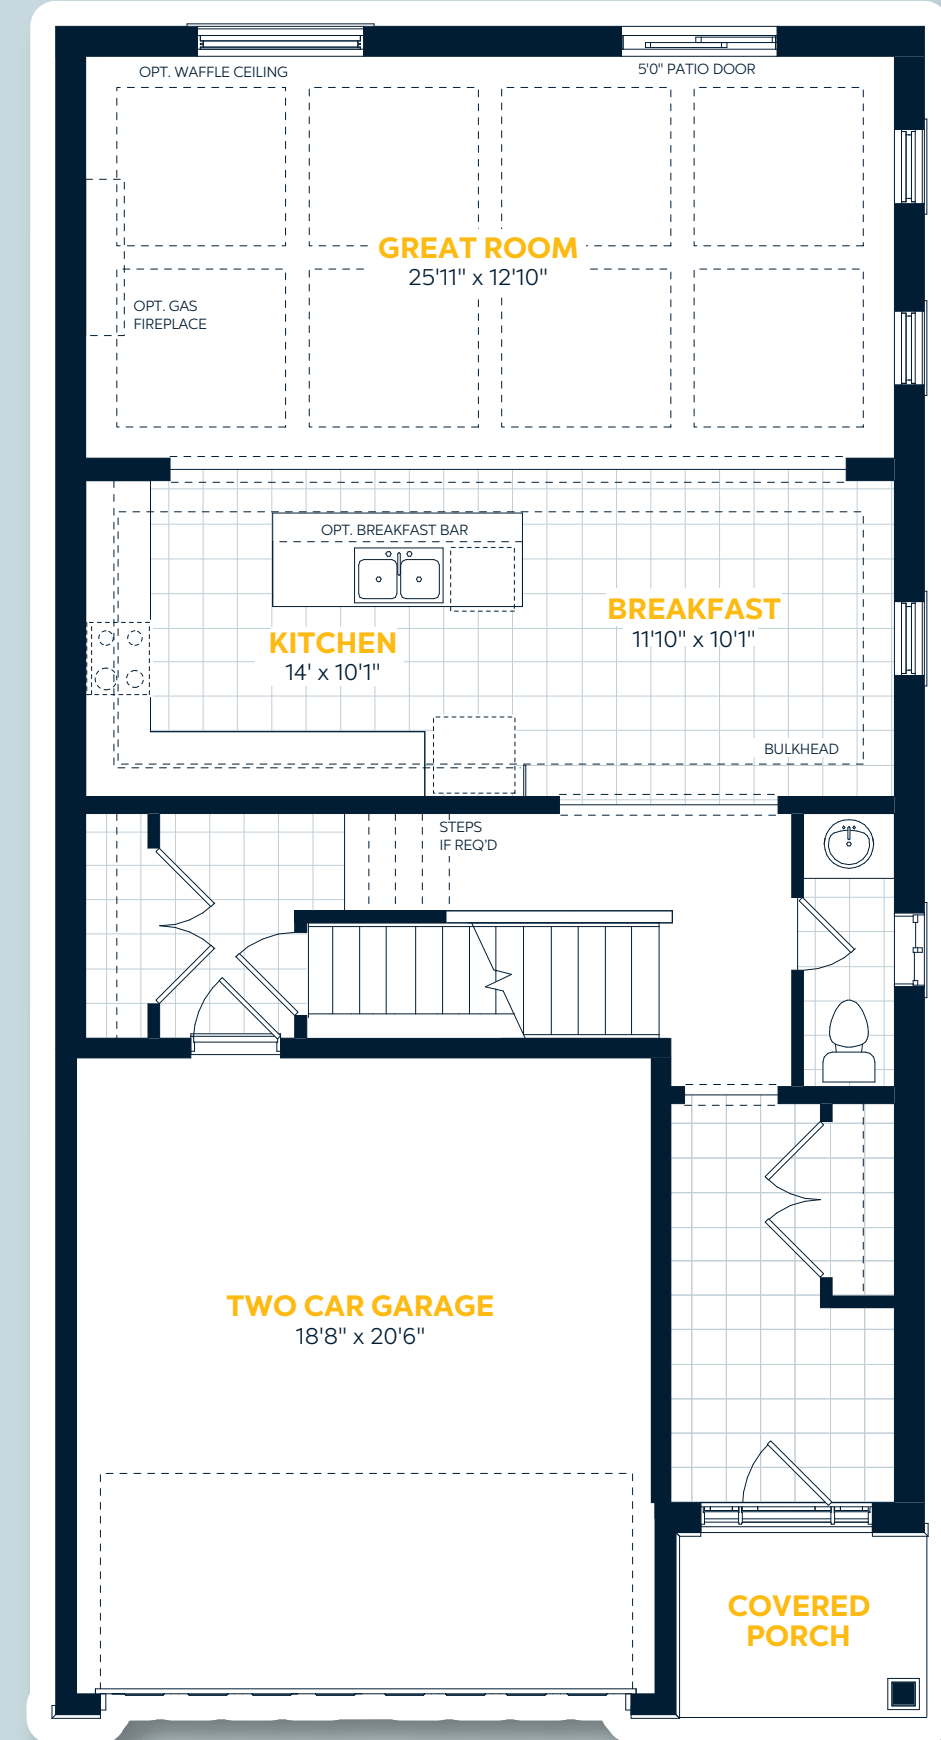 OPT. WAFFLE CEILING
5'0" PATIO DOOR
GREAT ROOM
25'11" x 12'10"
OPT. GAS
FIREPLACE
OPT. BREAKFAST BAR
BREAKFAST
11'10" x 10'1"
KITCHEN
14' x 10'1"
BULKHEAD
STEPS
IF REQ'D
TWO CAR GARAGE
18'8" x 20'6"
COVERED
PORCH